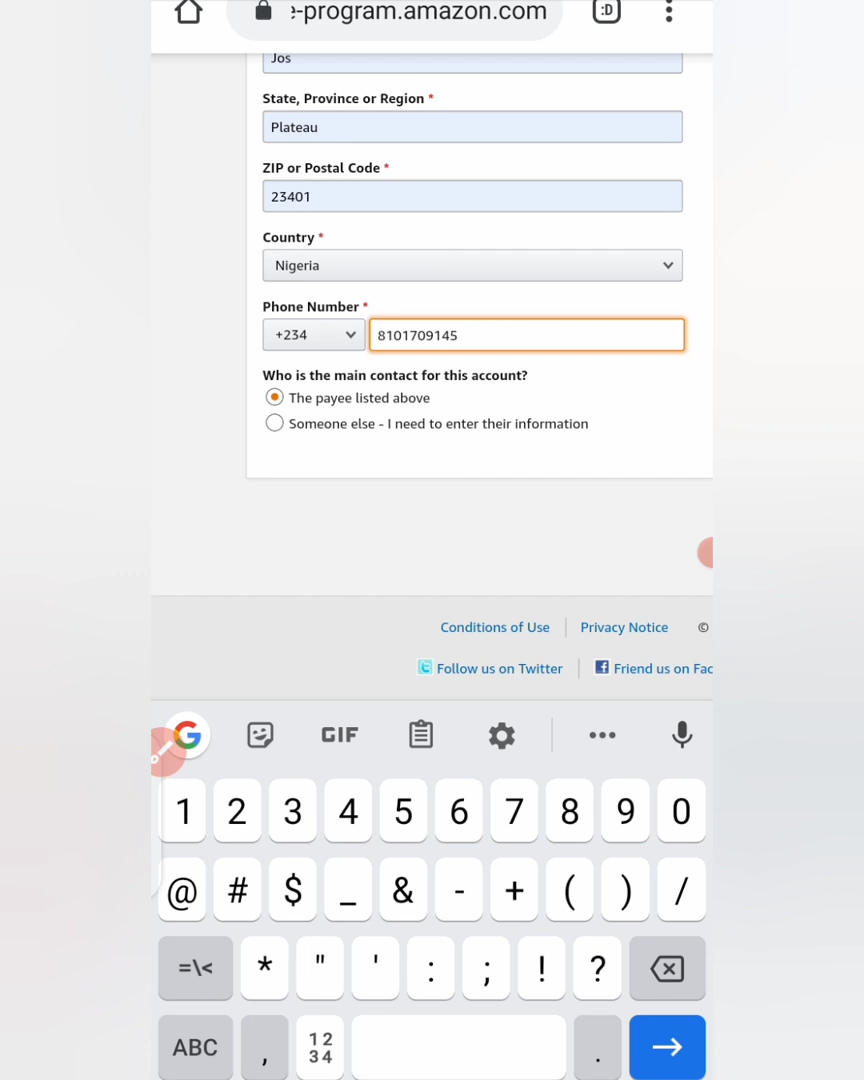 -program.amazon.com
:D
Jos
State, Province or Region *
Plateau
ZIP or Postal Code *
23401
Country *
Nigeria
Phone Number *
+234
8101709145
Who is the main contact for this account?
The payee listed above
Someone else - I need to enter their information
Conditions of Use
Privacy Notice
©
Follow us on Twitter
Friend us on Fac
G
GIF
1 2 3 4 5 6 7 8 9 0
@ # $ _ & - + ( ) /
=\< * " ' : ; ! ?
ABC , 12 34 .